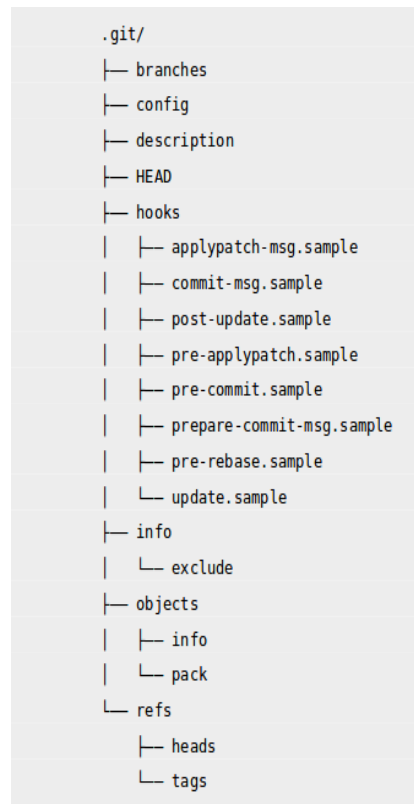 .git/
├── branches
├── config
├── description
├── HEAD
├── hooks
│   ├── applypatch-msg.sample
│   ├── commit-msg.sample
│   ├── post-update.sample
│   ├── pre-applypatch.sample
│   ├── pre-commit.sample
│   ├── prepare-commit-msg.sample
│   ├── pre-rebase.sample
│   └── update.sample
├── info
│   └── exclude
├── objects
│   ├── info
│   └── pack
└── refs
    ├── heads
    └── tags